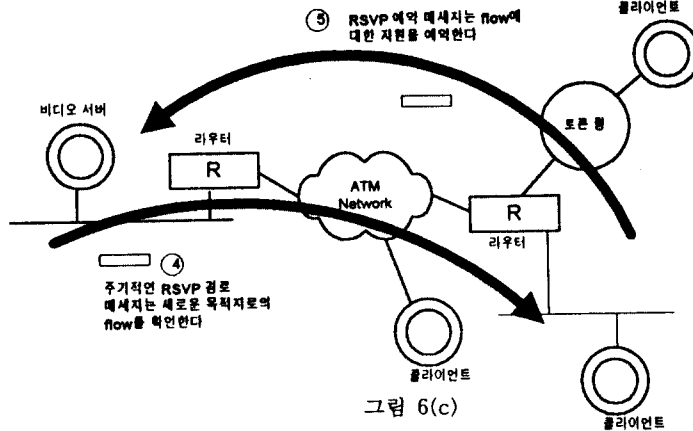 ⑤ RSVP 예약 메세지는 flow에
대한 자원을 예약한다
클라이언트
비디오 서버
라우터
R
토큰 링
ATM
Network
R
라우터
④
주기적인 RSVP 경로
메세지는 새로운 목적지로의
flow를 확인한다
클라이언트
그림 6(c)
클라이언트